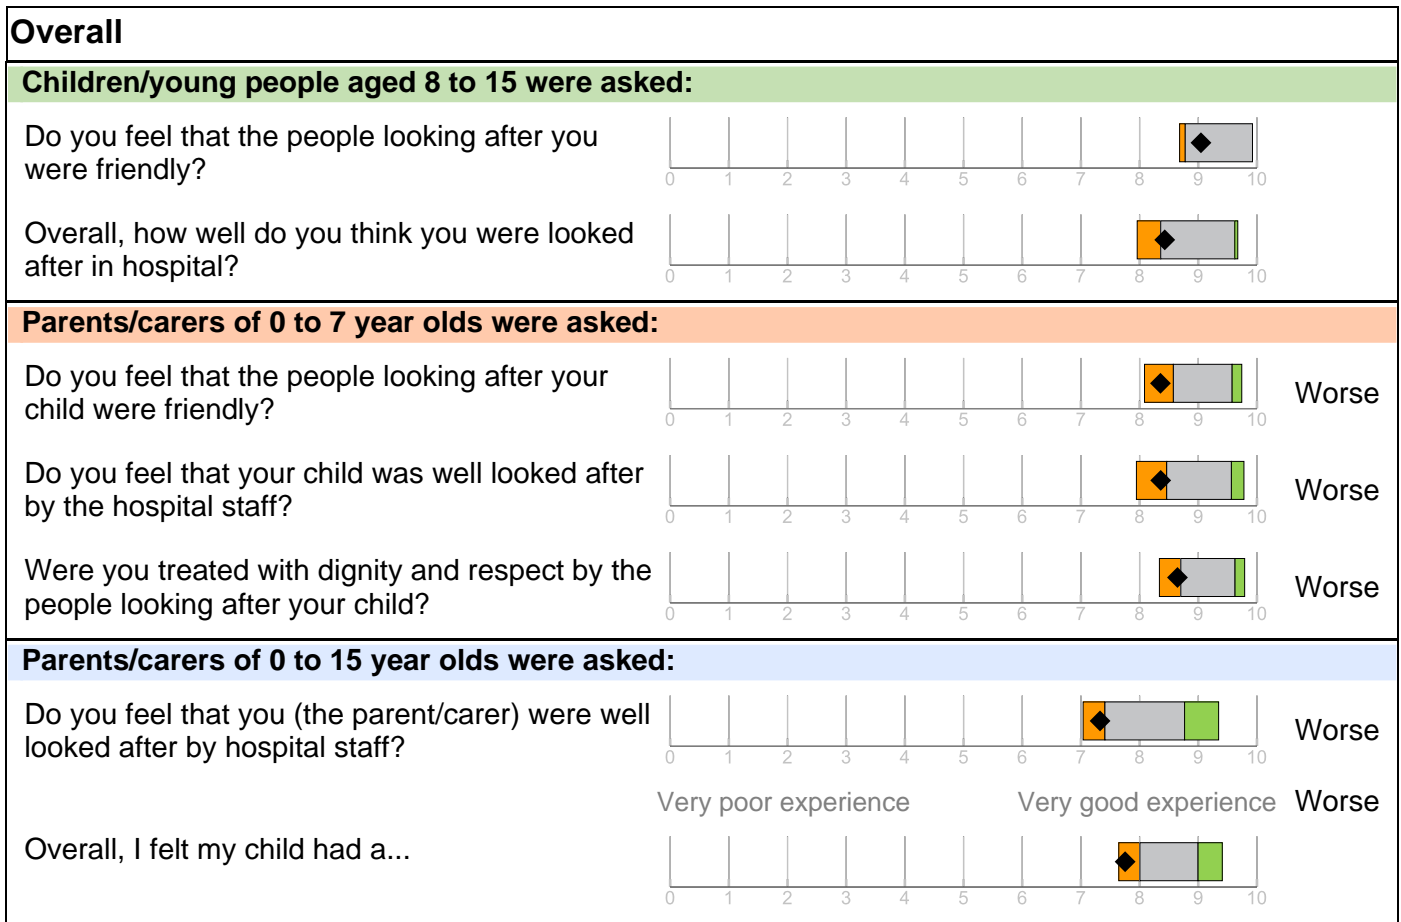 Overall
Children/young people aged 8 to 15 were asked:
Do you feel that the people looking after you
were friendly?
0 1 2 3 4 5 6 7 8 9 10
Overall, how well do you think you were looked
after in hospital?
0 1 2 3 4 5 6 7 8 9 10
Parents/carers of 0 to 7 year olds were asked:
Do you feel that the people looking after your
child were friendly?
Worse
0 1 2 3 4 5 6 7 8 9 10
Do you feel that your child was well looked after
by the hospital staff?
Worse
0 1 2 3 4 5 6 7 8 9 10
Were you treated with dignity and respect by the
people looking after your child?
Worse
0 1 2 3 4 5 6 7 8 9 10
Parents/carers of 0 to 15 year olds were asked:
Do you feel that you (the parent/carer) were well
looked after by hospital staff?
Worse
0 1 2 3 4 5 6 7 8 9 10
Very poor experience Very good experience Worse
Overall, I felt my child had a...
0 1 2 3 4 5 6 7 8 9 10